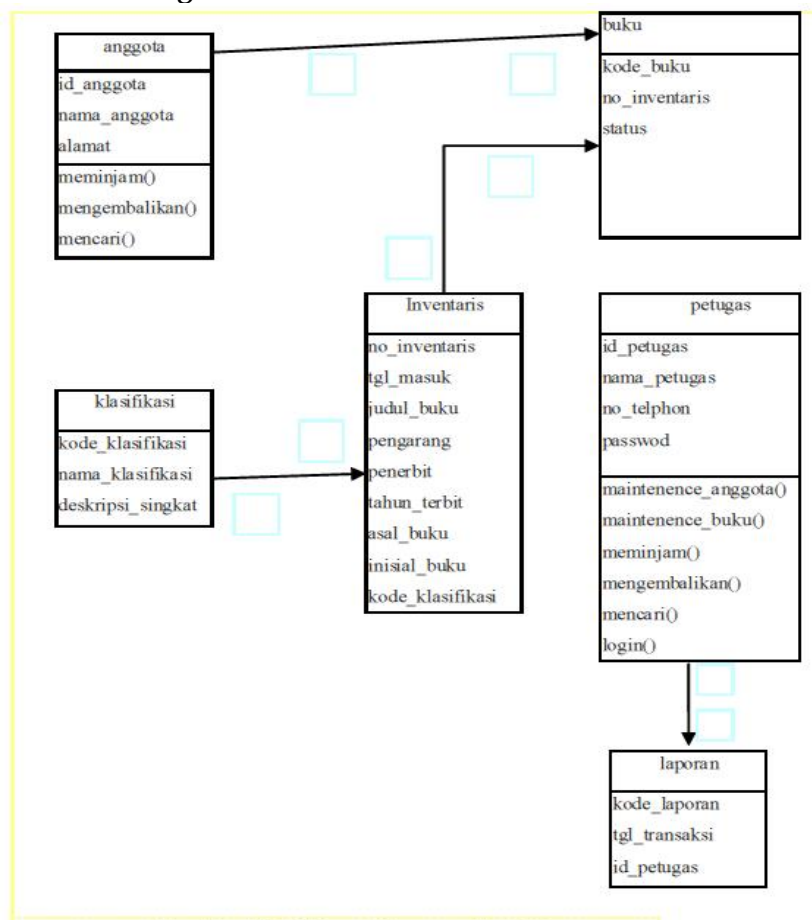 anggota
id_anggota
nama_anggota
alamat
meminjam()
mengembalikan()
mencari()
buku
kode_buku
no_inventaris
status
klasifikasi
kode_klasifikasi
nama_klasifikasi
deskripsi_singkat
Inventaris
no_inventaris
tgl_masuk
judul_buku
pengarang
penerbit
tahun_terbit
asal_buku
inisial_buku
kode_klasifikasi
petugas
id_petugas
nama_petugas
no_telphon
passwod
maintenence_anggota()
maintenence_buku()
meminjam()
mengembalikan()
mencari()
login()
laporan
kode_laporan
tgl_transaksi
id_petugas